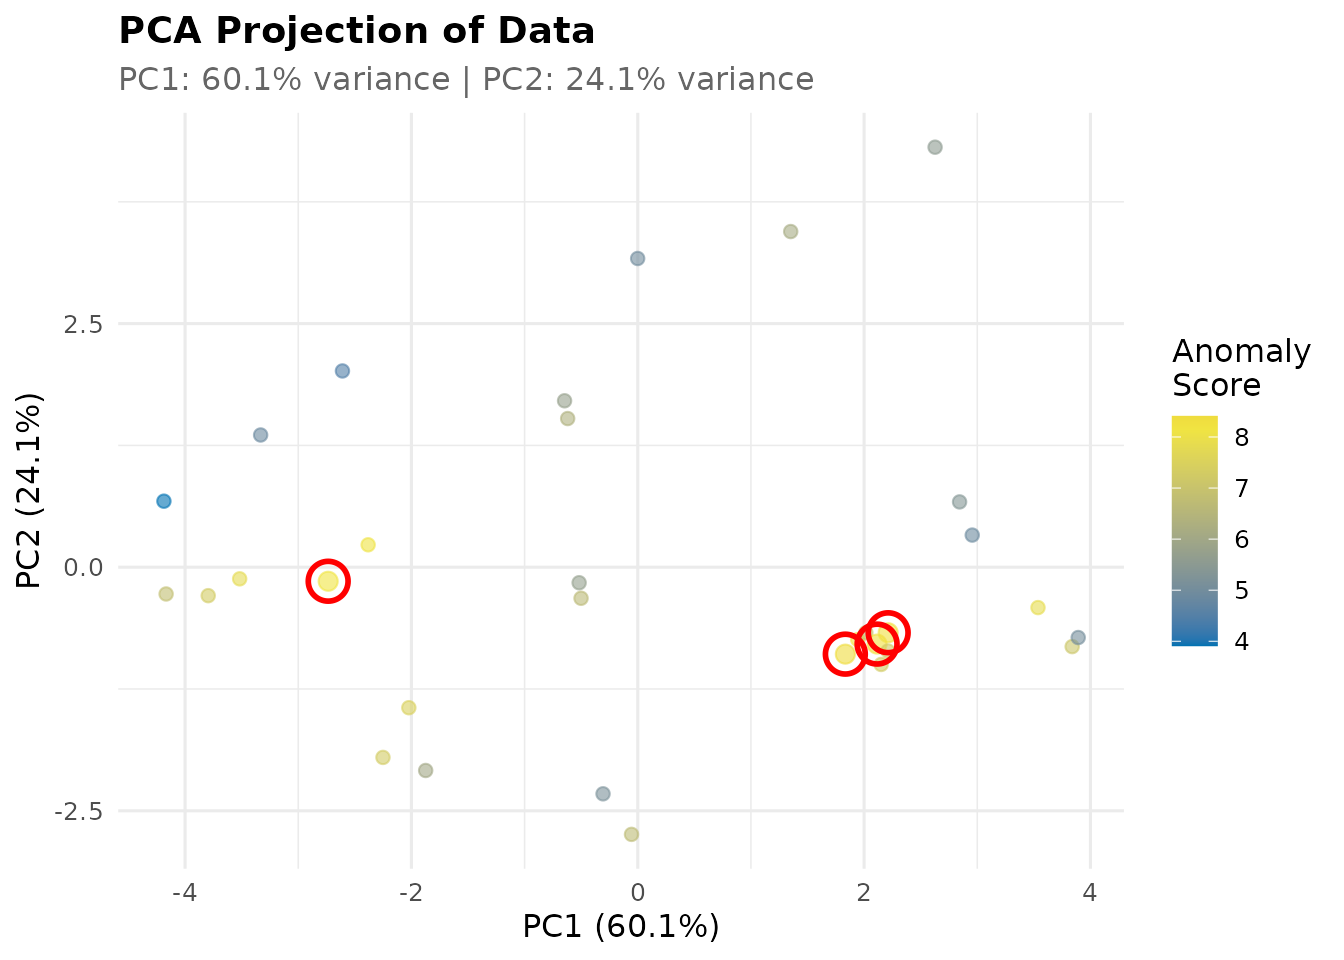 PCA Projection of Data
PC1: 60.1% variance | PC2: 24.1% variance
PC2 (24.1%)
2.5
0.0
-2.5
-4
-2
0
2
4
PC1 (60.1%)
Anomaly
Score
8
7
6
5
4